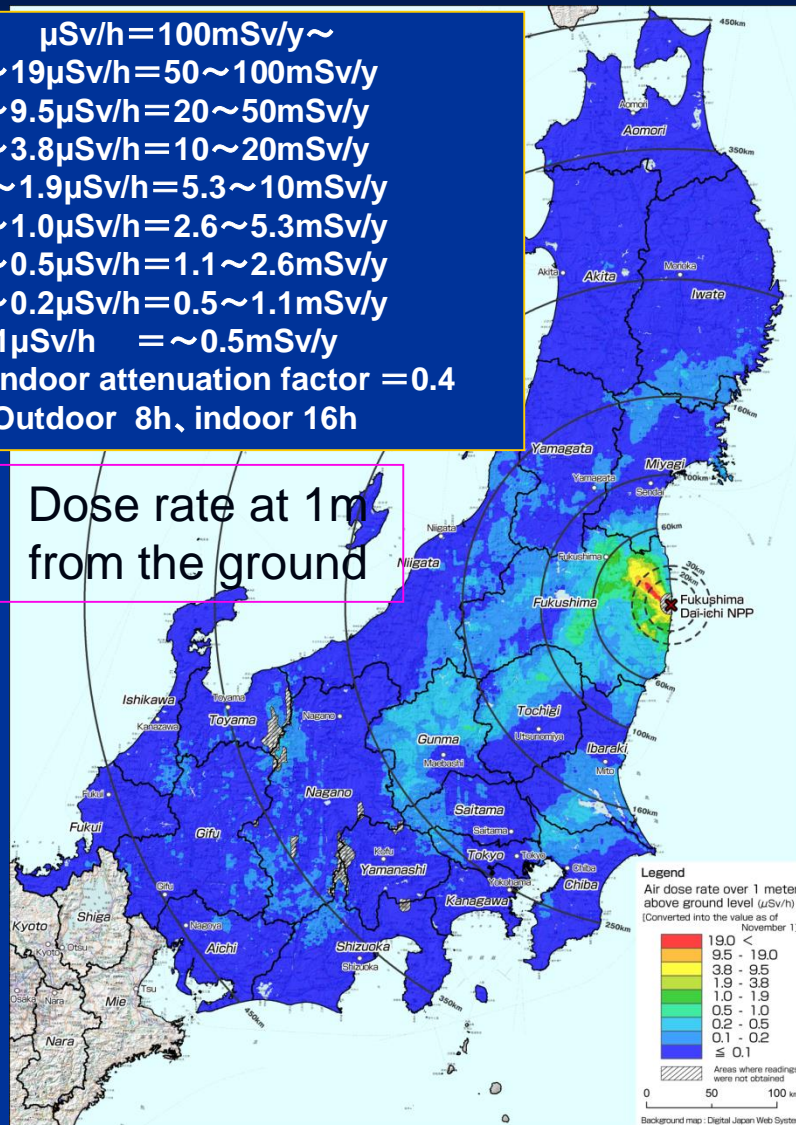 μSv/h＝100mSv/y～
～19μSv/h＝50～100mSv/y
～9.5μSv/h＝20～50mSv/y
～3.8μSv/h＝10～20mSv/y
～1.9μSv/h＝5.3～10mSv/y
～1.0μSv/h＝2.6～5.3mSv/y
～0.5μSv/h＝1.1～2.6mSv/y
～0.2μSv/h＝0.5～1.1mSv/y
1μSv/h ＝～0.5mSv/y
ndoor attenuation factor ＝0.4
Outdoor 8h、indoor 16h
Dose rate at 1m
from the ground
450km
Aomori
Aomori
350km
Akita
Akita
Morioka
Iwate
250km
160km
Yamagata
Yamagata
Miyagi
Sendai
100km
60km
Niigata
Niigata
Fukushima
Fukushima
30km
20km
Fukushima
Dai-ichi NPP
60km
100km
160km
250km
350km
450km
Ishikawa
Kanazawa
Toyama
Toyama
Nagano
Nagano
Gunma
Maebashi
Tochigi
Utsunomiya
Ibaraki
Mito
Fukui
Fukui
Gifu
Gifu
Saitama
Saitama
Kofu
Yamanashi
Tokyo
Tokyo
Yokohama
Kanagawa
Chiba
Chiba
Kyoto
Kyoto
Shiga
Otsu
Nagoya
Aichi
Shizuoka
Shizuoka
Osaka
Nara
Nara
Mie
Tsu
Legend
Air dose rate over 1 meter
above ground level (μSv/h)
[Converted into the value as of
November 1]
19.0 <
9.5 - 19.0
3.8 - 9.5
1.9 - 3.8
1.0 - 1.9
0.5 - 1.0
0.2 - 0.5
0.1 - 0.2
≦ 0.1
Areas where readings
were not obtained
0 50 100 km
Background map : Digital Japan Web System